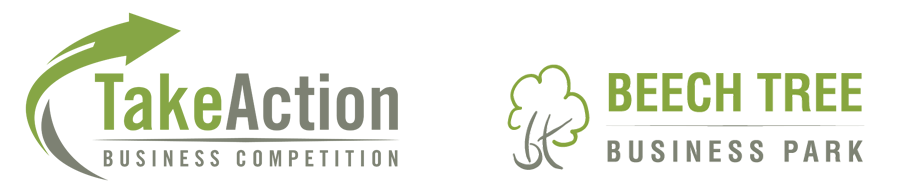 TakeAction
BUSINESS COMPETITION
BEECH TREE
BUSINESS PARK